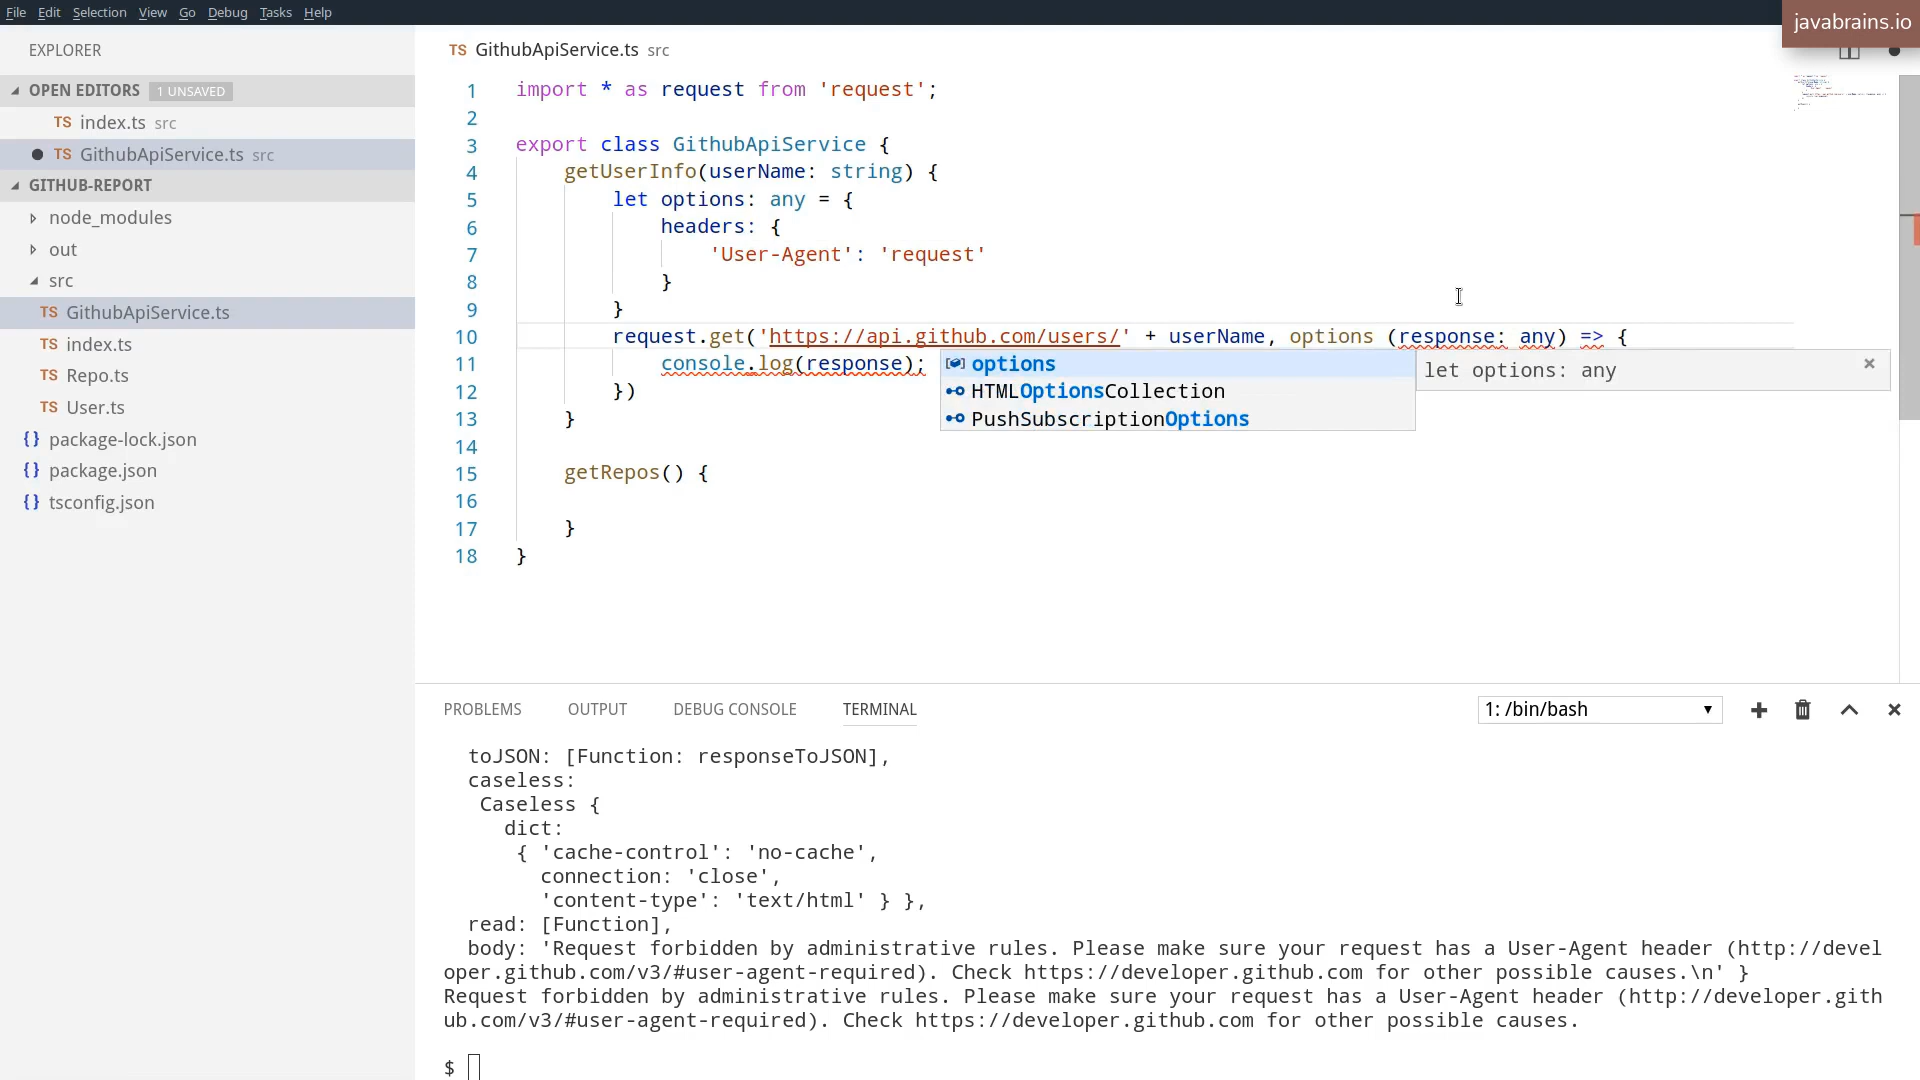 File Edit Selection View Go Debug Tasks Help
javabrains.io
EXPLORER
OPEN EDITORS 1 UNSAVED
TS index.ts src
TS GithubApiService.ts src
GITHUB-REPORT
node_modules
out
src
TS GithubApiService.ts
TS index.ts
TS Repo.ts
TS User.ts
{ } package-lock.json
{ } package.json
{ } tsconfig.json
TS GithubApiService.ts src
1 import * as request from 'request';
2
3 export class GithubApiService {
4 getUserInfo(userName: string) {
5 let options: any = {
6 headers: {
7 'User-Agent': 'request'
8 }
9 }
10 request.get('https://api.github.com/users/' + userName, options (response: any) => {
11 console.log(response);
12 })
13 }
14
15 getRepos() {
16
17 }
18 }
options
HTMLOptionsCollection
PushSubscriptionOptions
let options: any
PROBLEMS OUTPUT DEBUG CONSOLE TERMINAL
1: /bin/bash
toJSON: [Function: responseToJSON],
caseless:
Caseless {
dict:
{ 'cache-control': 'no-cache',
connection: 'close',
'content-type': 'text/html' } },
read: [Function],
body: 'Request forbidden by administrative rules. Please make sure your request has a User-Agent header (http://devel
oper.github.com/v3/#user-agent-required). Check https://developer.github.com for other possible causes.\n' }
Request forbidden by administrative rules. Please make sure your request has a User-Agent header (http://developer.gith
ub.com/v3/#user-agent-required). Check https://developer.github.com for other possible causes.
$